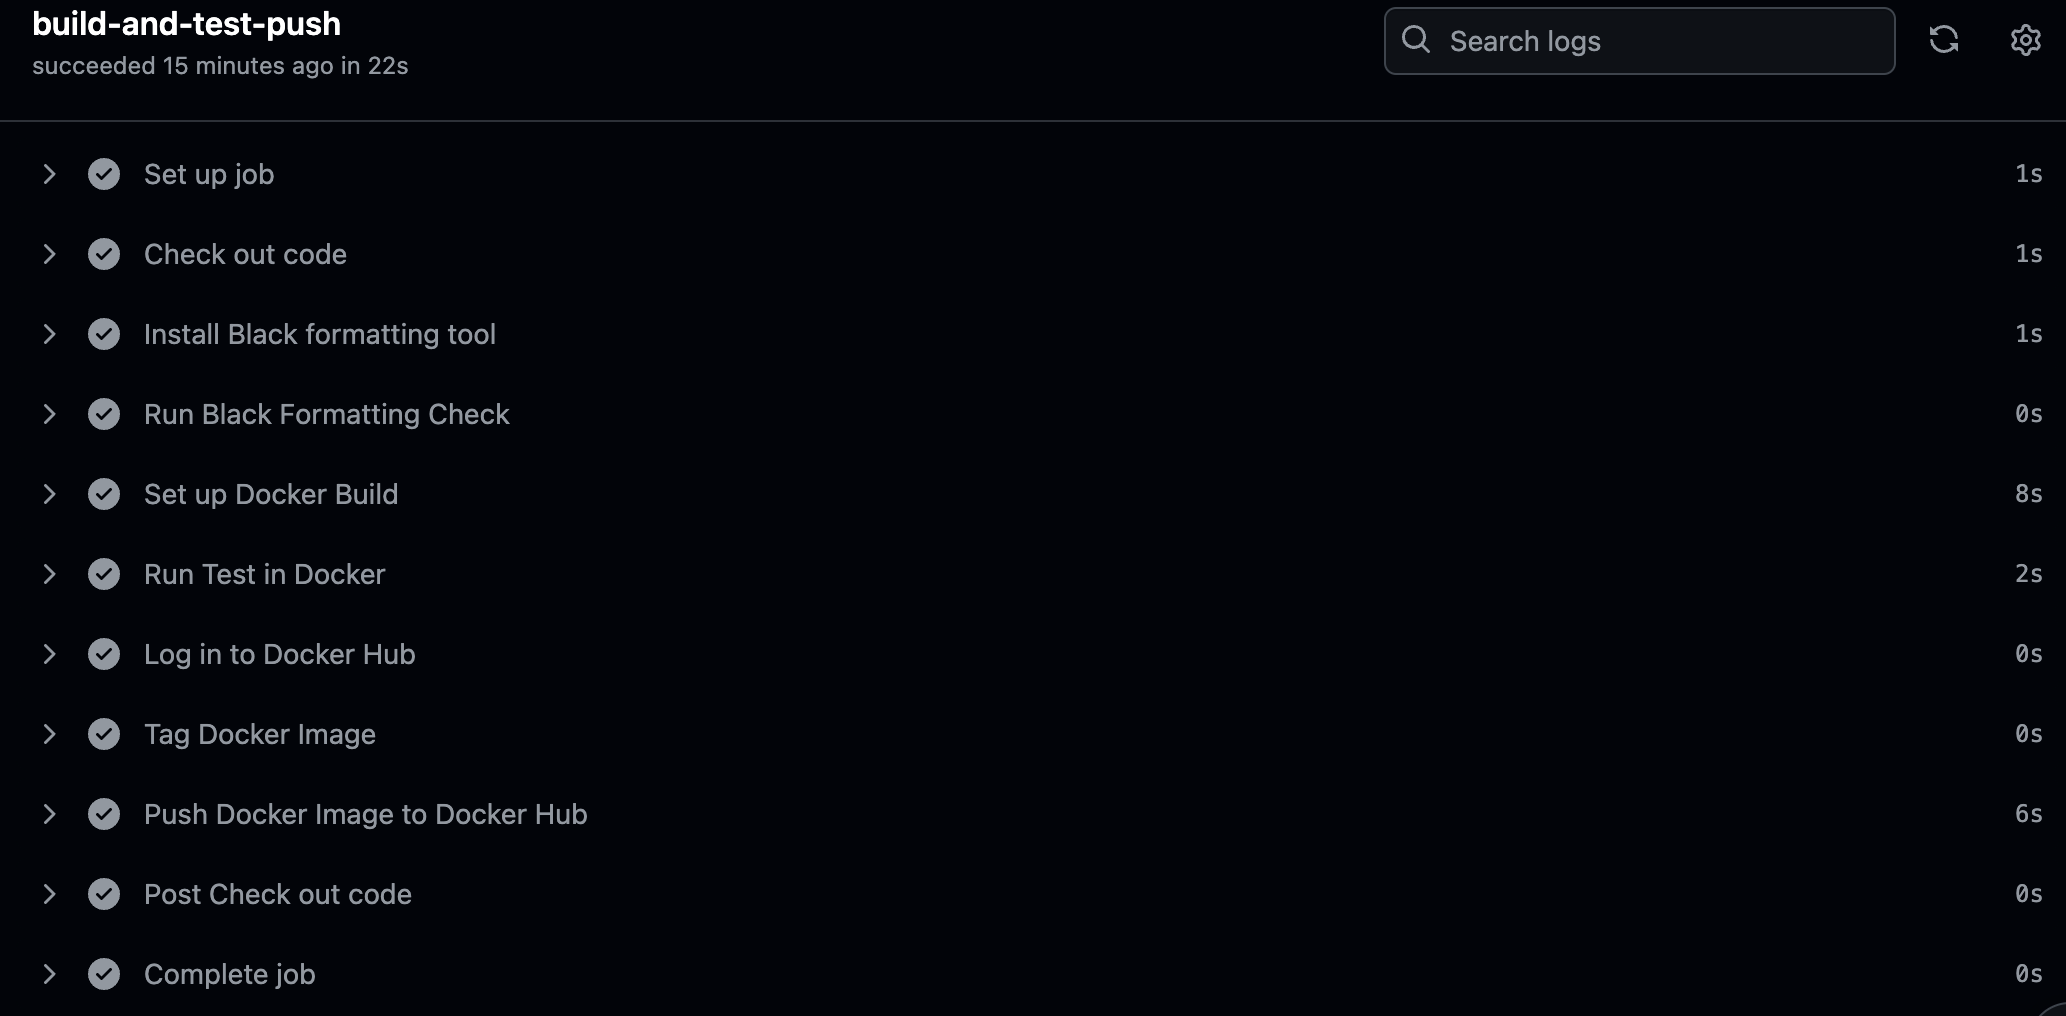 build-and-test-push
succeeded 15 minutes ago in 22s
Search logs
Set up job 1s
Check out code 1s
Install Black formatting tool 1s
Run Black Formatting Check 0s
Set up Docker Build 8s
Run Test in Docker 2s
Log in to Docker Hub 0s
Tag Docker Image 0s
Push Docker Image to Docker Hub 6s
Post Check out code 0s
Complete job 0s